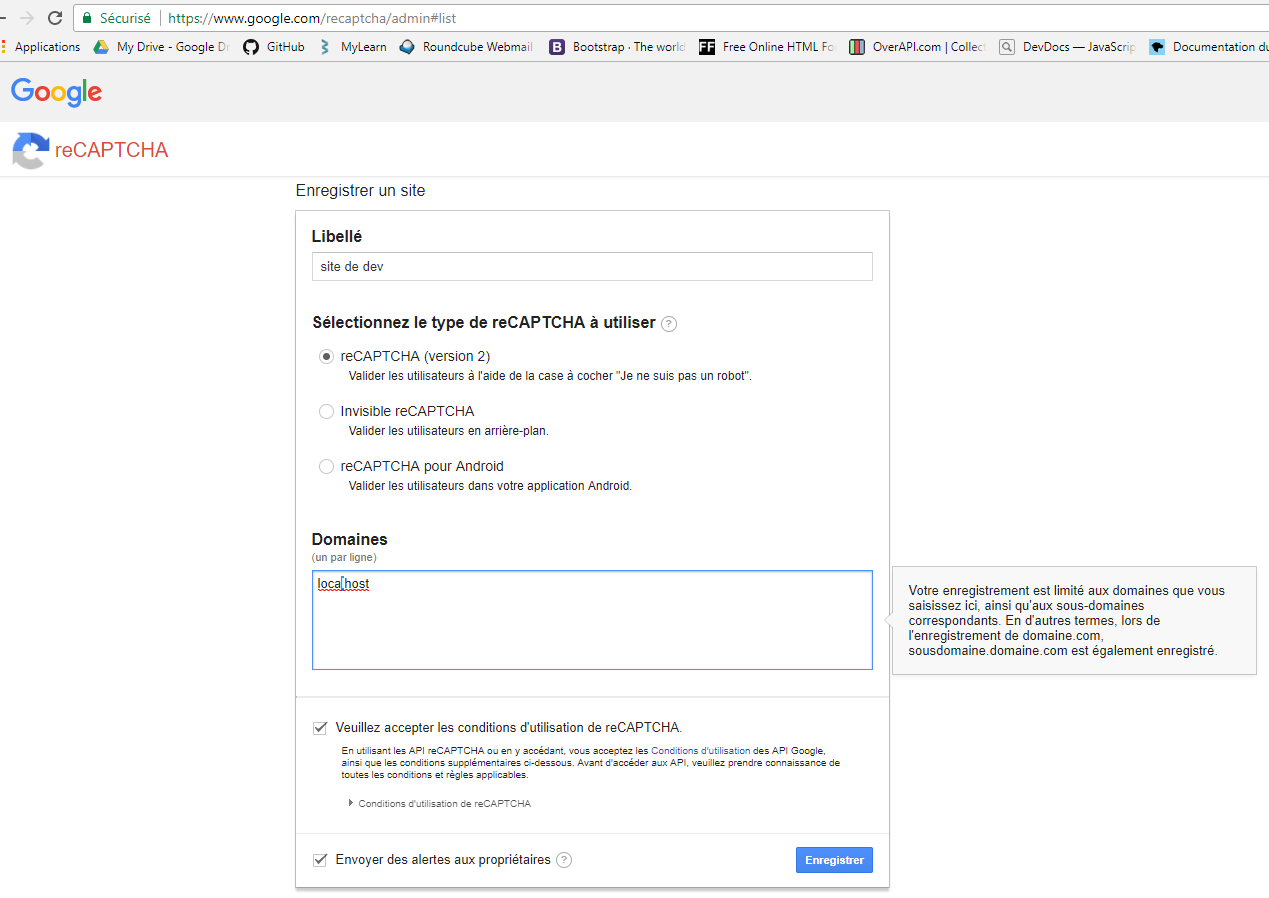 Sécurisé https://www.google.com/recaptcha/admin#list
Applications My Drive - Google Dr GitHub MyLearn Roundcube Webmail B Bootstrap · The world FF Free Online HTML Fo OverAPI.com | Collect DevDocs — JavaScrip Documentation du
Google
reCAPTCHA
Enregistrer un site
Libellé
site de dev
Sélectionnez le type de reCAPTCHA à utiliser ?
reCAPTCHA (version 2)
Valider les utilisateurs à l'aide de la case à cocher "Je ne suis pas un robot".
Invisible reCAPTCHA
Valider les utilisateurs en arrière-plan.
reCAPTCHA pour Android
Valider les utilisateurs dans votre application Android.
Domaines
(un par ligne)
localhost
Votre enregistrement est limité aux domaines que vous
saisissez ici, ainsi qu'aux sous-domaines
correspondants. En d'autres termes, lors de
l'enregistrement de domaine.com,
sousdomaine.domaine.com est également enregistré.
Veuillez accepter les conditions d'utilisation de reCAPTCHA.
En utilisant les API reCAPTCHA ou en y accédant, vous acceptez les Conditions d'utilisation des API Google,
ainsi que les conditions supplémentaires ci-dessous. Avant d'accéder aux API, veuillez prendre connaissance de
toutes les conditions et règles applicables.
Conditions d'utilisation de reCAPTCHA
Envoyer des alertes aux propriétaires ?
Enregistrer